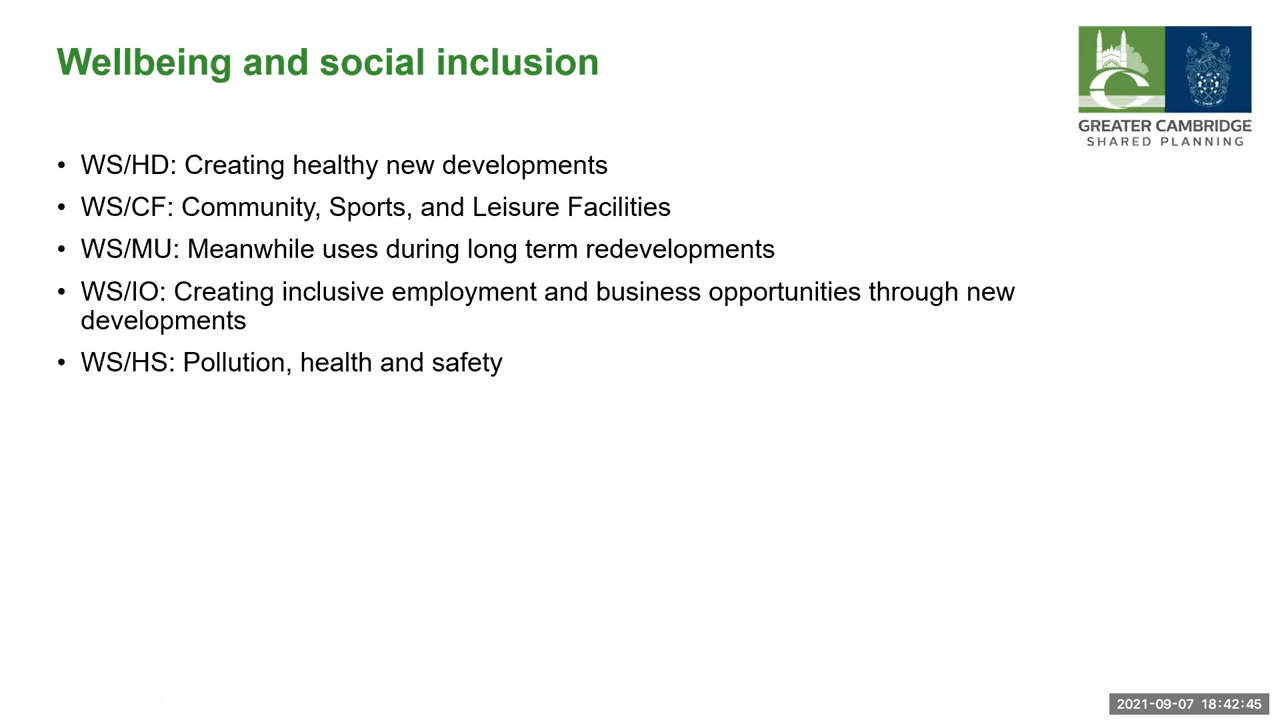 Wellbeing and social inclusion
GREATER CAMBRIDGE
SHARED PLANNING
• WS/HD: Creating healthy new developments
• WS/CF: Community, Sports, and Leisure Facilities
• WS/MU: Meanwhile uses during long term redevelopments
• WS/IO: Creating inclusive employment and business opportunities through new
developments
• WS/HS: Pollution, health and safety
2021-09-07 18:42:45